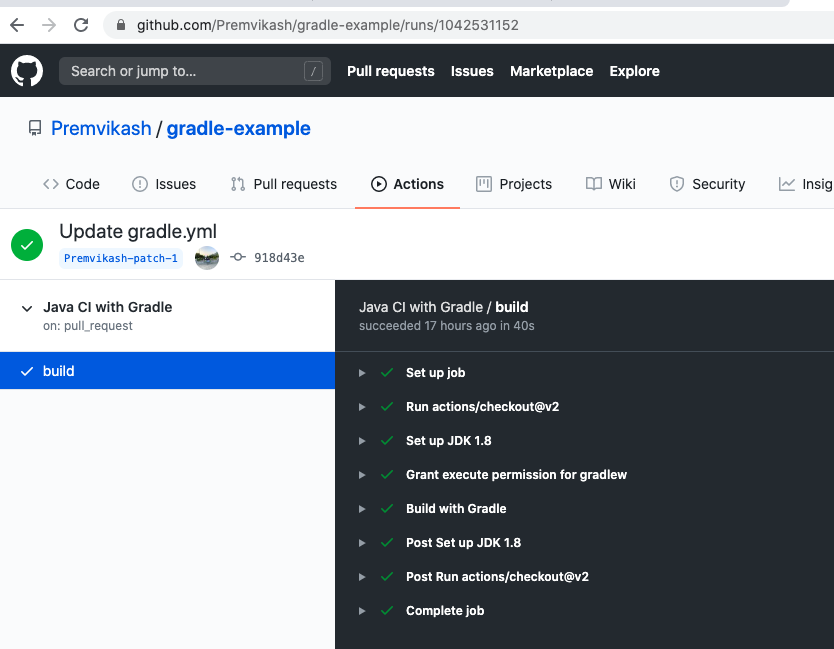 github.com/Premvikash/gradle-example/runs/1042531152
Search or jump to... / Pull requests Issues Marketplace Explore
Premvikash / gradle-example
<> Code Issues Pull requests Actions Projects Wiki Security Insig
Update gradle.yml
Premvikash-patch-1 918d43e
Java CI with Gradle
on: pull_request
build
Java CI with Gradle / build
succeeded 17 hours ago in 40s
Set up job
Run actions/checkout@v2
Set up JDK 1.8
Grant execute permission for gradlew
Build with Gradle
Post Set up JDK 1.8
Post Run actions/checkout@v2
Complete job